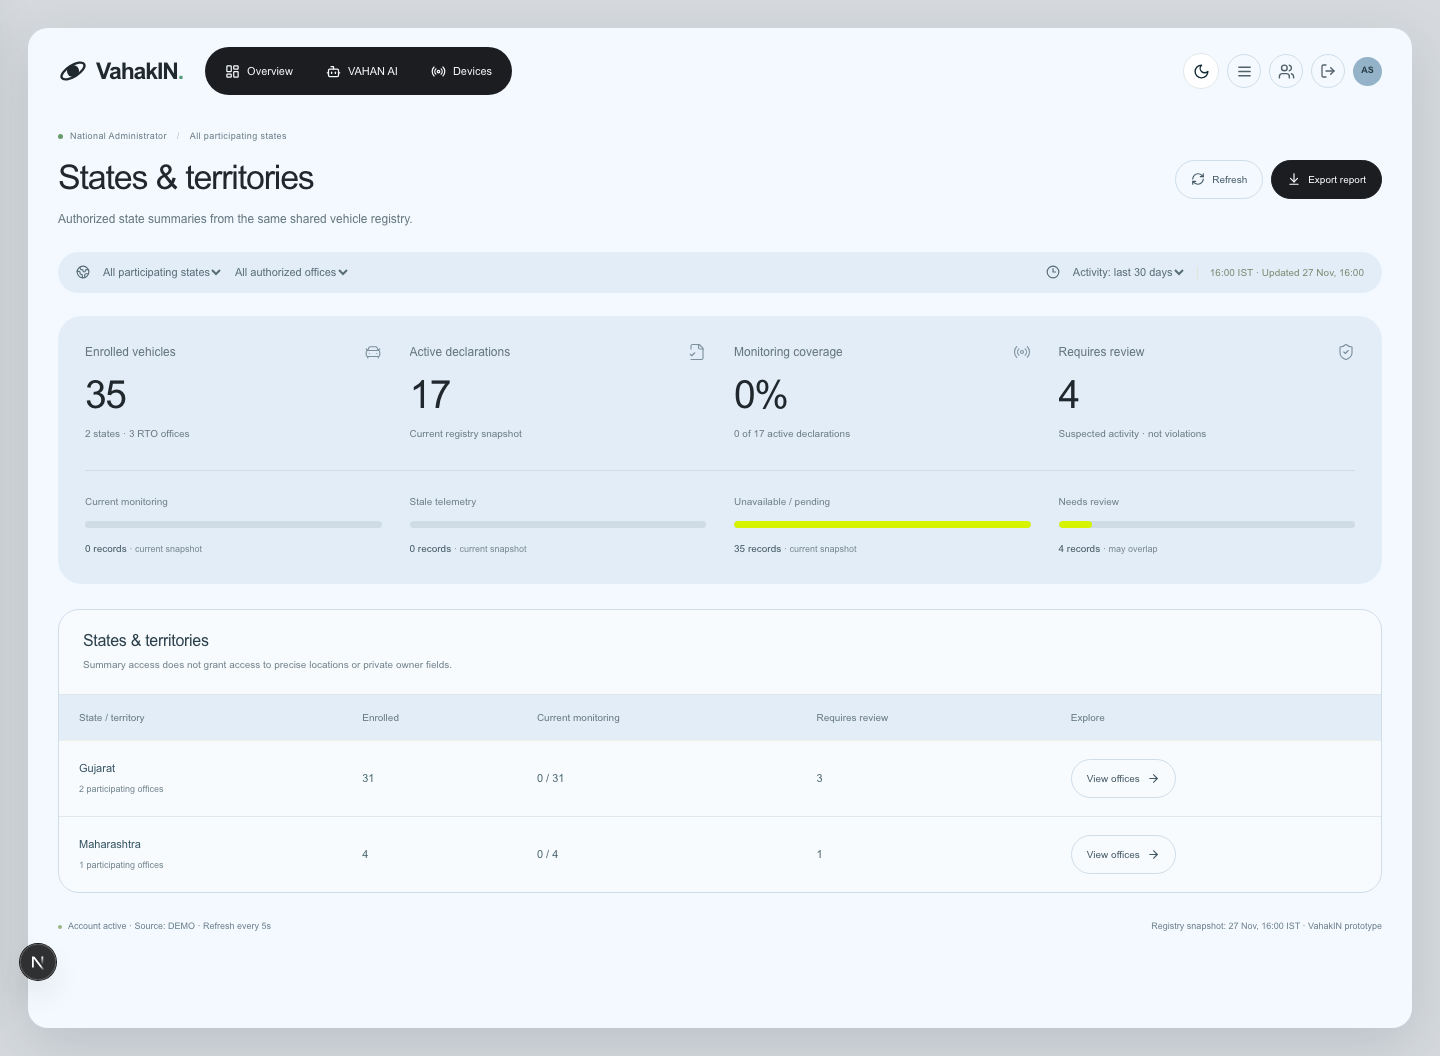 VahakIN.
Overview
VAHAN AI
Devices
AS
National Administrator / All participating states
States & territories
Refresh
Export report
Authorized state summaries from the same shared vehicle registry.
All participating states
All authorized offices
Activity: last 30 days
16:00 IST · Updated 27 Nov, 16:00
Enrolled vehicles
35
2 states · 3 RTO offices
Active declarations
17
Current registry snapshot
Monitoring coverage
0%
0 of 17 active declarations
Requires review
4
Suspected activity · not violations
Current monitoring
0 records · current snapshot
Stale telemetry
0 records · current snapshot
Unavailable / pending
35 records · current snapshot
Needs review
4 records · may overlap
States & territories
Summary access does not grant access to precise locations or private owner fields.
State / territory Enrolled Current monitoring Requires review Explore
Gujarat
2 participating offices
31 0 / 31 3 View offices
Maharashtra
1 participating offices
4 0 / 4 1 View offices
Account active · Source: DEMO · Refresh every 5s
Registry snapshot: 27 Nov, 16:00 IST · VahakIN prototype
N